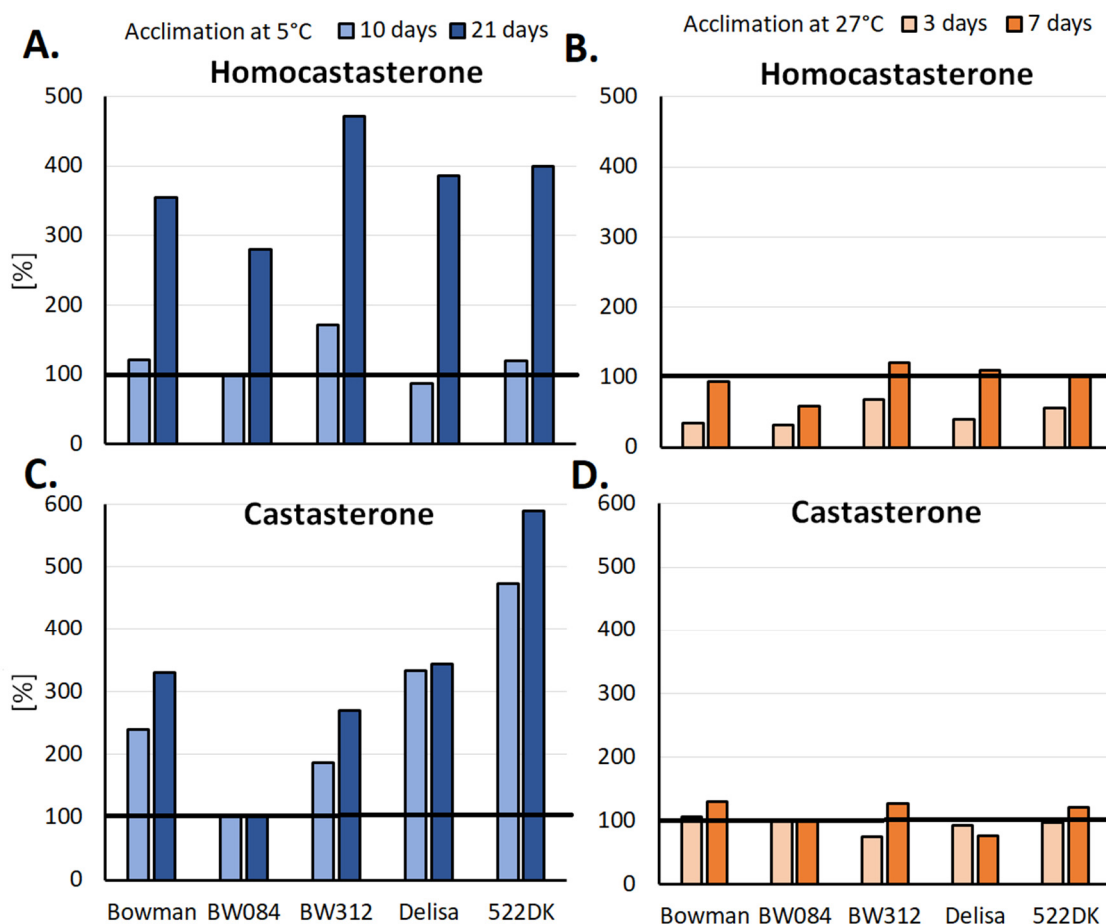 A.
Acclimation at 5°C 10 days 21 days
Homocastasterone
500
400
300
200
100
0
[%]
B.
Acclimation at 27°C 3 days 7 days
Homocastasterone
500
400
300
200
100
0
C.
Castasterone
600
500
400
300
200
100
0
[%]
Bowman BW084 BW312 Delisa 522DK
D.
Castasterone
600
500
400
300
200
100
0
Bowman BW084 BW312 Delisa 522DK